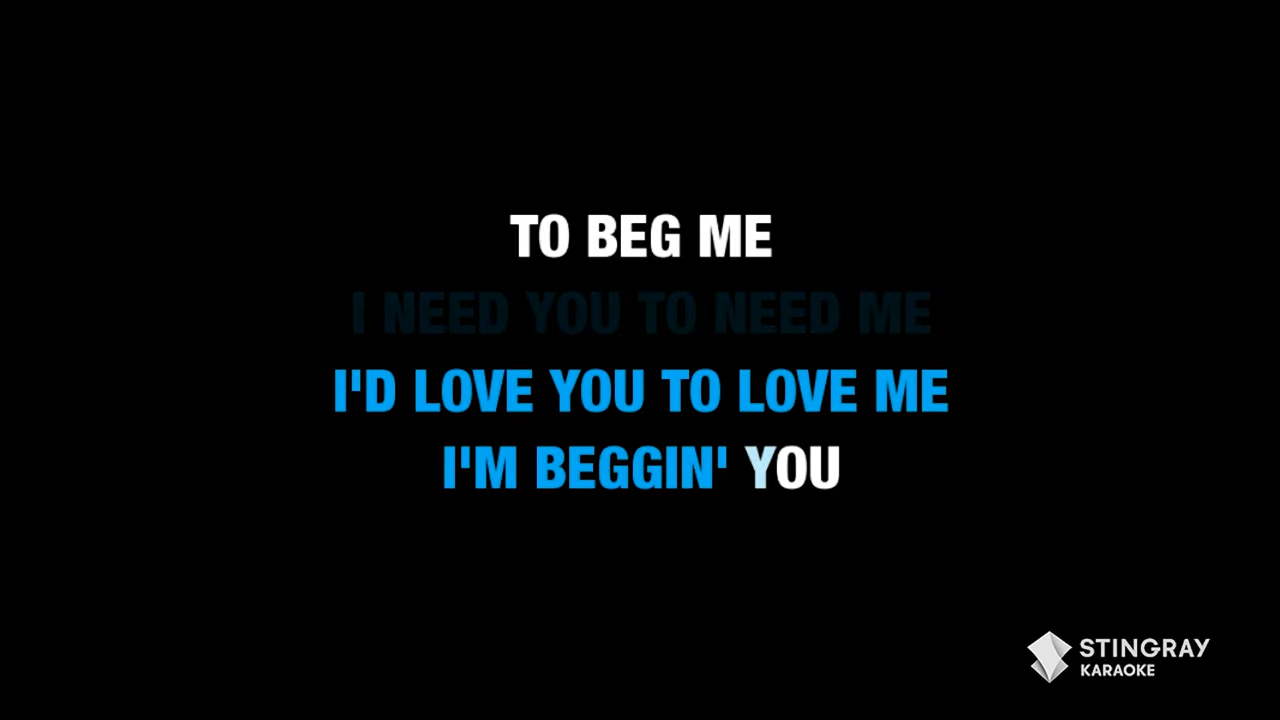 TO BEG ME
I NEED YOU TO NEED ME
I'D LOVE YOU TO LOVE ME
I'M BEGGIN' YOU
STINGRAY
KARAOKE